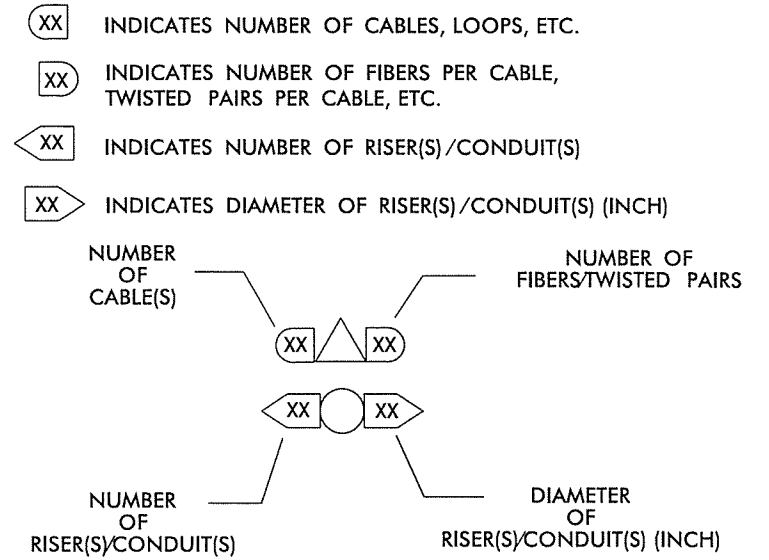 XX INDICATES NUMBER OF CABLES, LOOPS, ETC.
XX INDICATES NUMBER OF FIBERS PER CABLE,
TWISTED PAIRS PER CABLE, ETC.
XX INDICATES NUMBER OF RISER(S)/CONDUIT(S)
XX INDICATES DIAMETER OF RISER(S)/CONDUIT(S) (INCH)
NUMBER
OF
CABLE(S)
NUMBER OF
FIBERS/TWISTED PAIRS
XX XX
XX XX
NUMBER
OF
RISER(S)/CONDUIT(S)
DIAMETER
OF
RISER(S)/CONDUIT(S) (INCH)